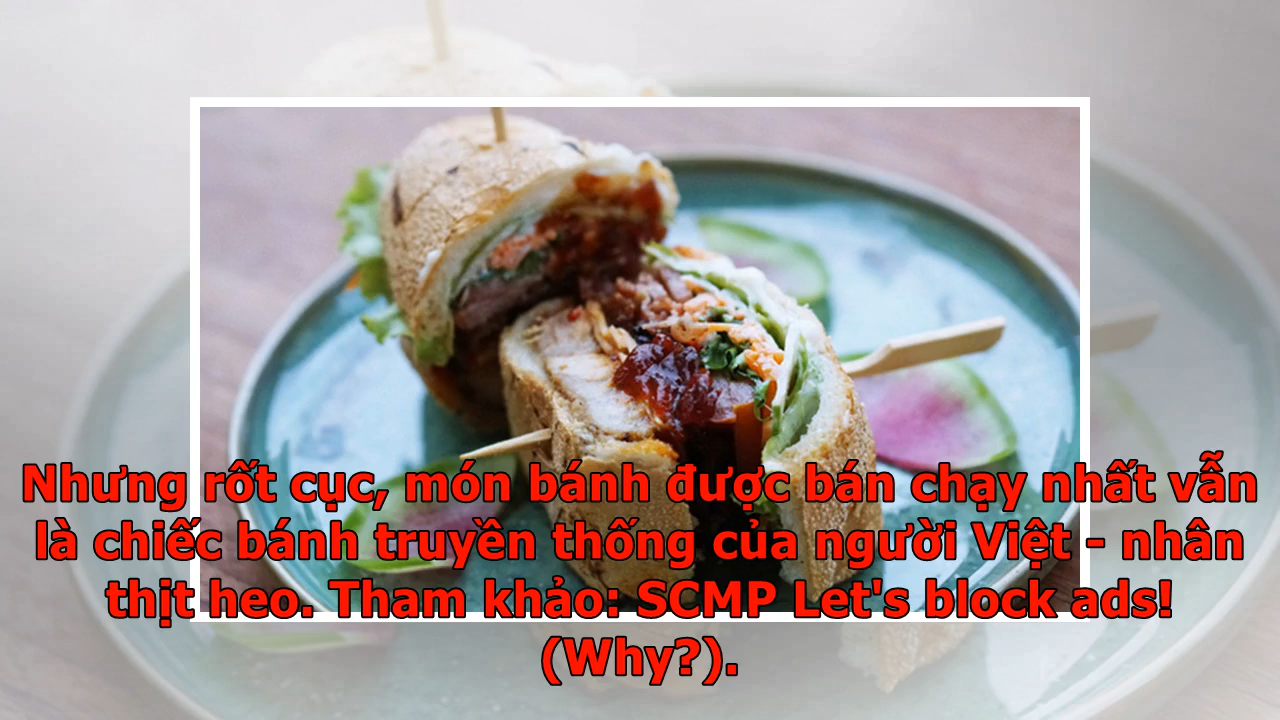 Nhưng rốt cục, món bánh được bán chạy nhất vẫn
là chiếc bánh truyền thống của người Việt - nhân
thịt heo. Tham khảo: SCMP Let's block ads!
(Why?).